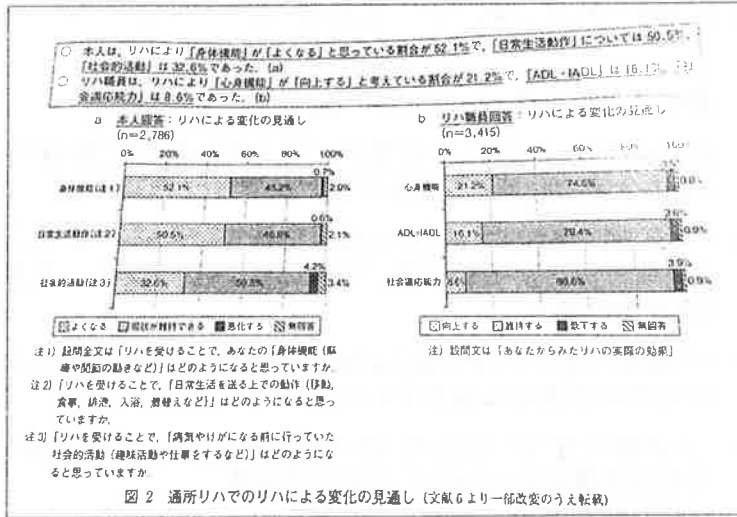 ○ 本人は，リハにより「身体機能」が「よくなる」と思っている割合が52.1%で，「日常生活動作」については50.5%，
「社会的活動」は32.6%であった．(a)
○ リハ職員は，リハにより「心身機能」が「向上する」と考えている割合が21.2%で，「ADL・IADL」は16.1%，「社
会適応能力」は8.6%であった．(b)
a 本人回答：リハによる変化の見通し
(n=2,786)
0% 20% 40% 60% 80% 100%
0.7%
身体機能(注1) 52.1% 45.2% 2.0%
0.6%
日常生活動作(注2) 50.5% 46.8% 2.1%
4.2%
社会的活動(注3) 32.6% 3.4%
よくなる 現状が維持できる 悪化する 無回答
注1) 設問全文は「リハを受けることで，あなたの「身体機能（麻
痺や関節の動きなど）」はどのようになると思っていますか．
注2)「リハを受けることで，「日常生活を送る上での動作（移動，
食事，排泄，入浴，着替えなど）」はどのようになると思っ
ていますか．
注3)「リハを受けることで，「病気やけがになる前に行っていた
社会的活動（趣味活動や仕事をするなど）」はどのようにな
ると思っていますか．
b リハ職員回答：リハによる変化の見通し
(n=3,415)
0% 20% 40% 60% 80% 100%
心身機能 21.2% 74.5% 0.8%
ADL・IADL 16.1% 79.4% 0.9%
3.9%
社会適応能力 8.6% 86.6% 0.9%
向上する 維持する 低下する 無回答
注）設問文は「あなたからみたリハの実際の効果」
図 2 通所リハでのリハによる変化の見通し（文献6より一部改変のうえ転載）